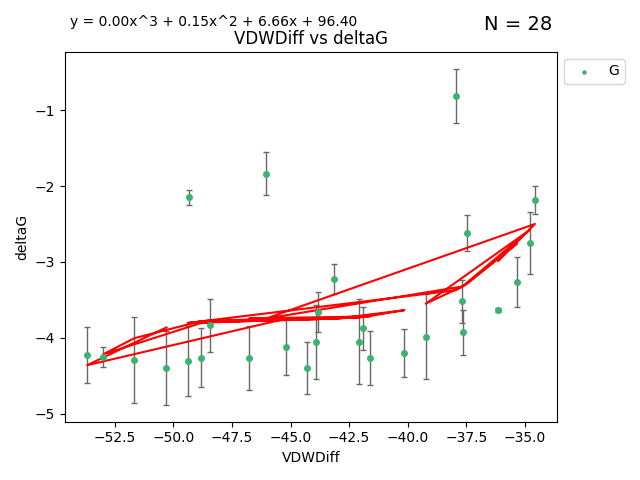 y = 0.00x^3 + 0.15x^2 + 6.66x + 96.40
N = 28
VDWDiff vs deltaG
G
deltaG
−1
−2
−3
−4
−5
−52.5 −50.0 −47.5 −45.0 −42.5 −40.0 −37.5 −35.0
VDWDiff